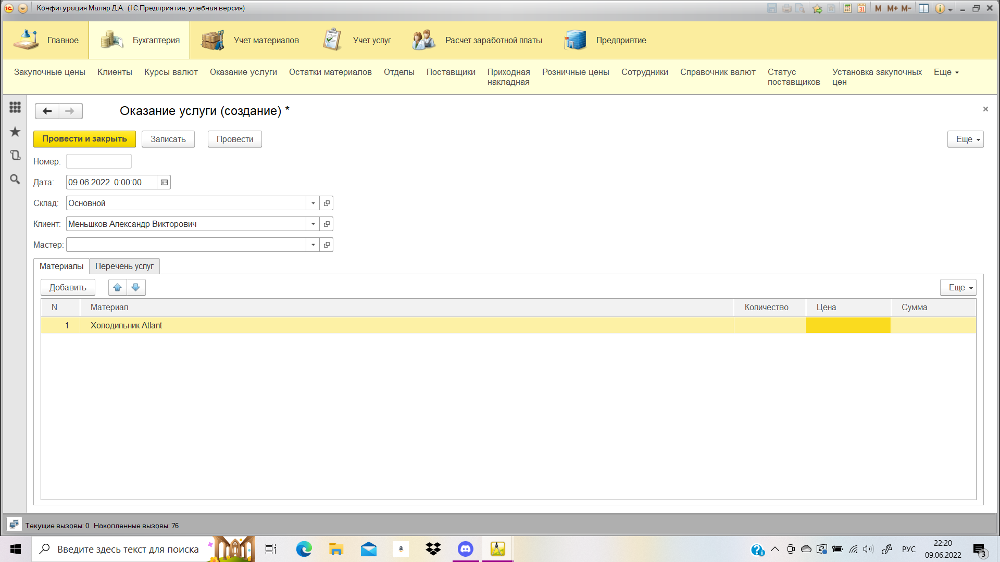 Конфигурация Маляр Д.А. (1С:Предприятие, учебная версия)
M M+ M-
Главное Бухгалтерия Учет материалов Учет услуг Расчет заработной платы Предприятие
Закупочные цены Клиенты Курсы валют Оказание услуги Остатки материалов Отделы Поставщики Приходная накладная Розничные цены Сотрудники Справочник валют Статус поставщиков Установка закупочных цен Еще
Оказание услуги (создание) *
Провести и закрыть Записать Провести Еще
Номер:
Дата: 09.06.2022 0:00:00
Склад: Основной
Клиент: Меньшков Александр Викторович
Мастер:
Материалы Перечень услуг
Добавить Еще
N Материал Количество Цена Сумма
1 Холодильник Atlant
Текущие вызовы: 0 Накопленные вызовы: 76
Введите здесь текст для поиска
a
РУС
22:20
09.06.2022
3